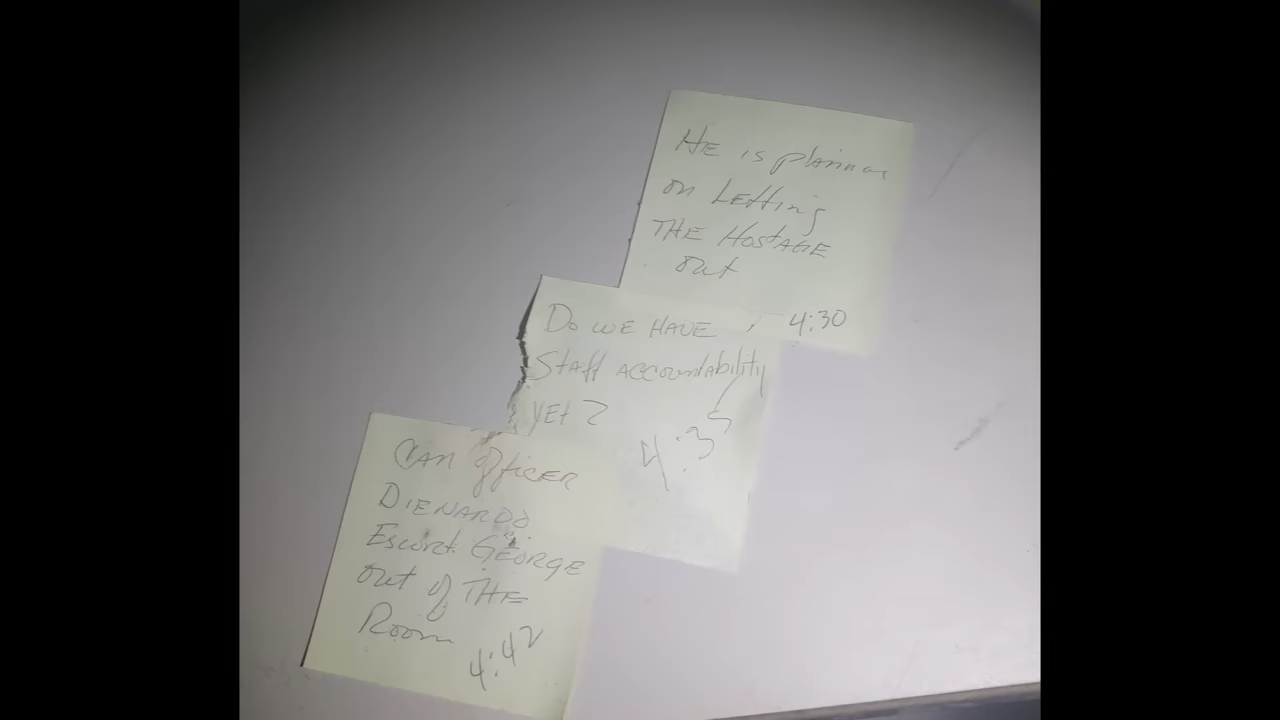 HE is planing
on LETTing
THE HostAGE
out
4:30
Do WE HAVE
Staff accountability
yEt?
4:35
CAN OfficER
DIENARDO
Escort GEORGE
out of THE
Room
4:42